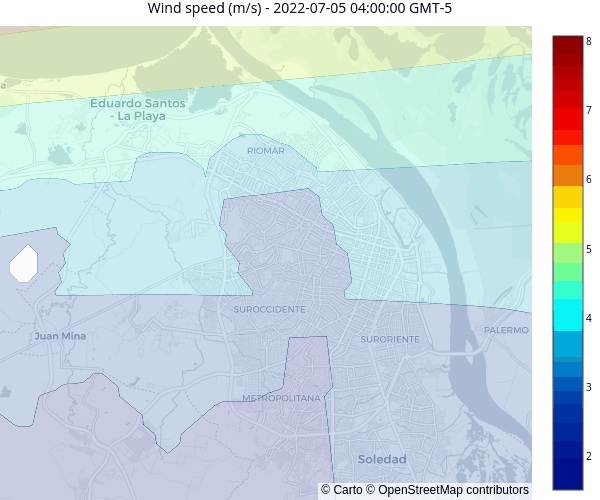 Wind speed (m/s) - 2022-07-05 04:00:00 GMT-5
8
a
Eduardo Santos
- La Playa
7
RIOMAR
6
5
SUROCCIDENTE
4
PALERMO
Juan Mina
SURORIENTE
3
METROPOLITANA
Soledad
2
© Carto © OpenStreetMap contributors